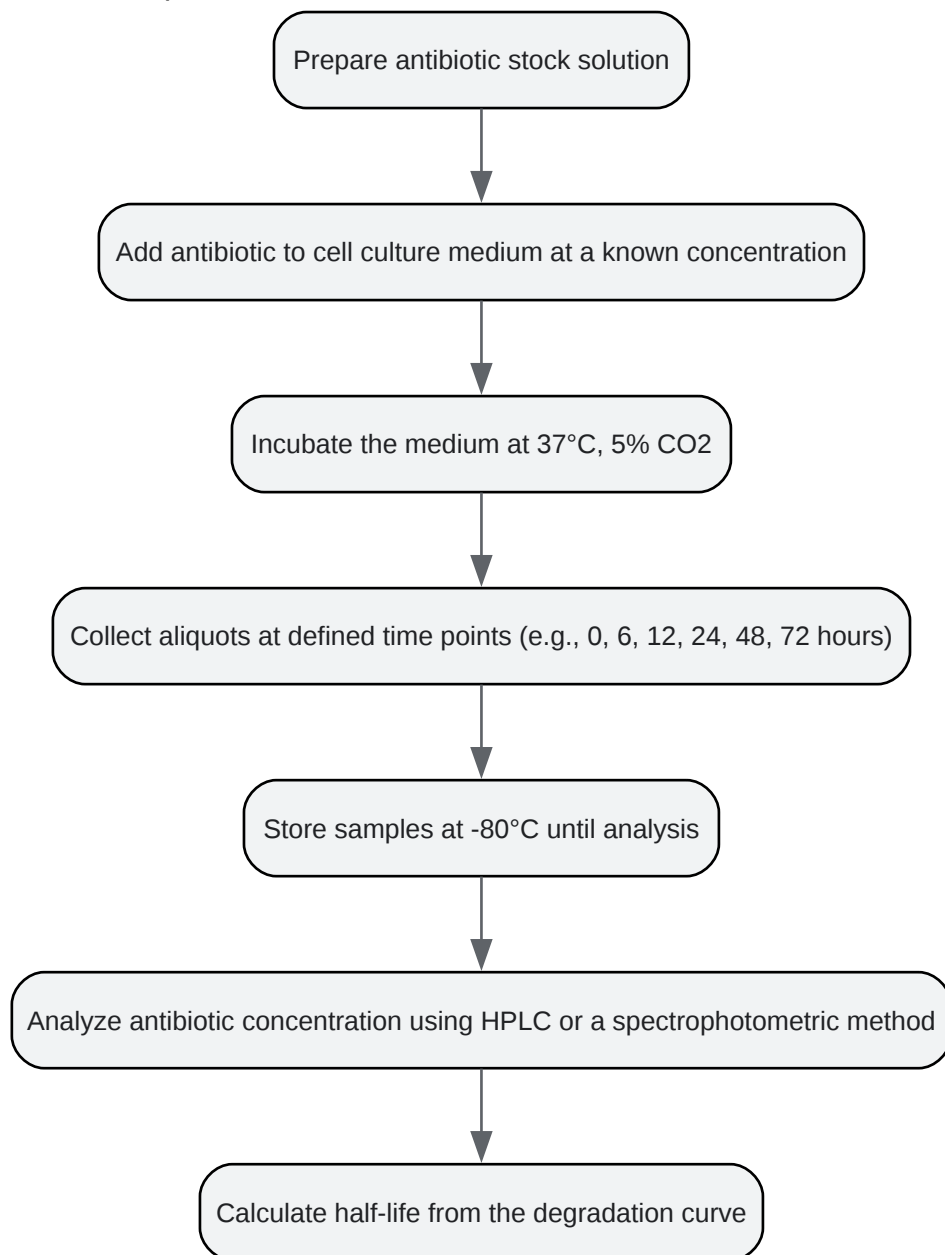 Prepare antibiotic stock solution
Add antibiotic to cell culture medium at a known concentration
Incubate the medium at 37°C, 5% CO2
Collect aliquots at defined time points (e.g., 0, 6, 12, 24, 48, 72 hours)
Store samples at -80°C until analysis
Analyze antibiotic concentration using HPLC or a spectrophotometric method
Calculate half-life from the degradation curve